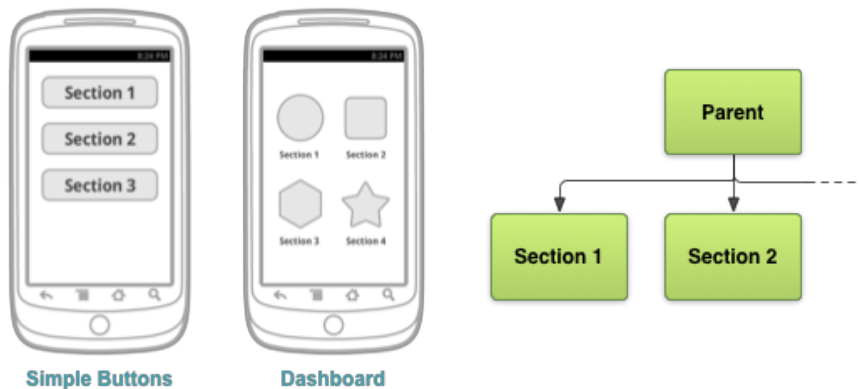 8:24 PM
Section 1
Section 2
Section 3
Simple Buttons
8:24 PM
Section 1 Section 2
Section 3 Section 4
Dashboard
Parent
Section 1 Section 2